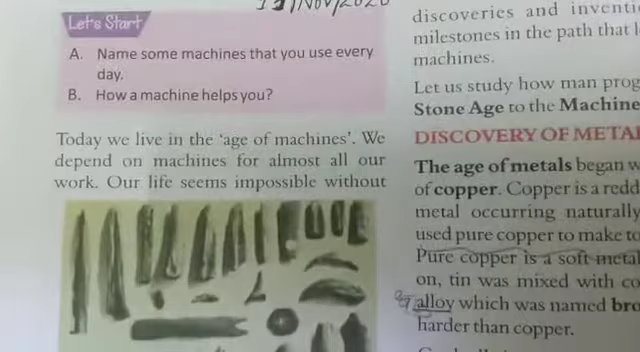 Let's Start
A. Name some machines that you use every
day.
B. How a machine helps you?
Today we live in the 'age of machines'. We
depend on machines for almost all our
work. Our life seems impossible without
discoveries and inventi
milestones in the path that l
machines.
Let us study how man prog
Stone Age to the Machine
DISCOVERY OF METAL
The age of metals began w
of copper. Copper is a redd
metal occurring naturally
used pure copper to make to
Pure copper is a soft metal
on, tin was mixed with co
alloy which was named bro
harder than copper.